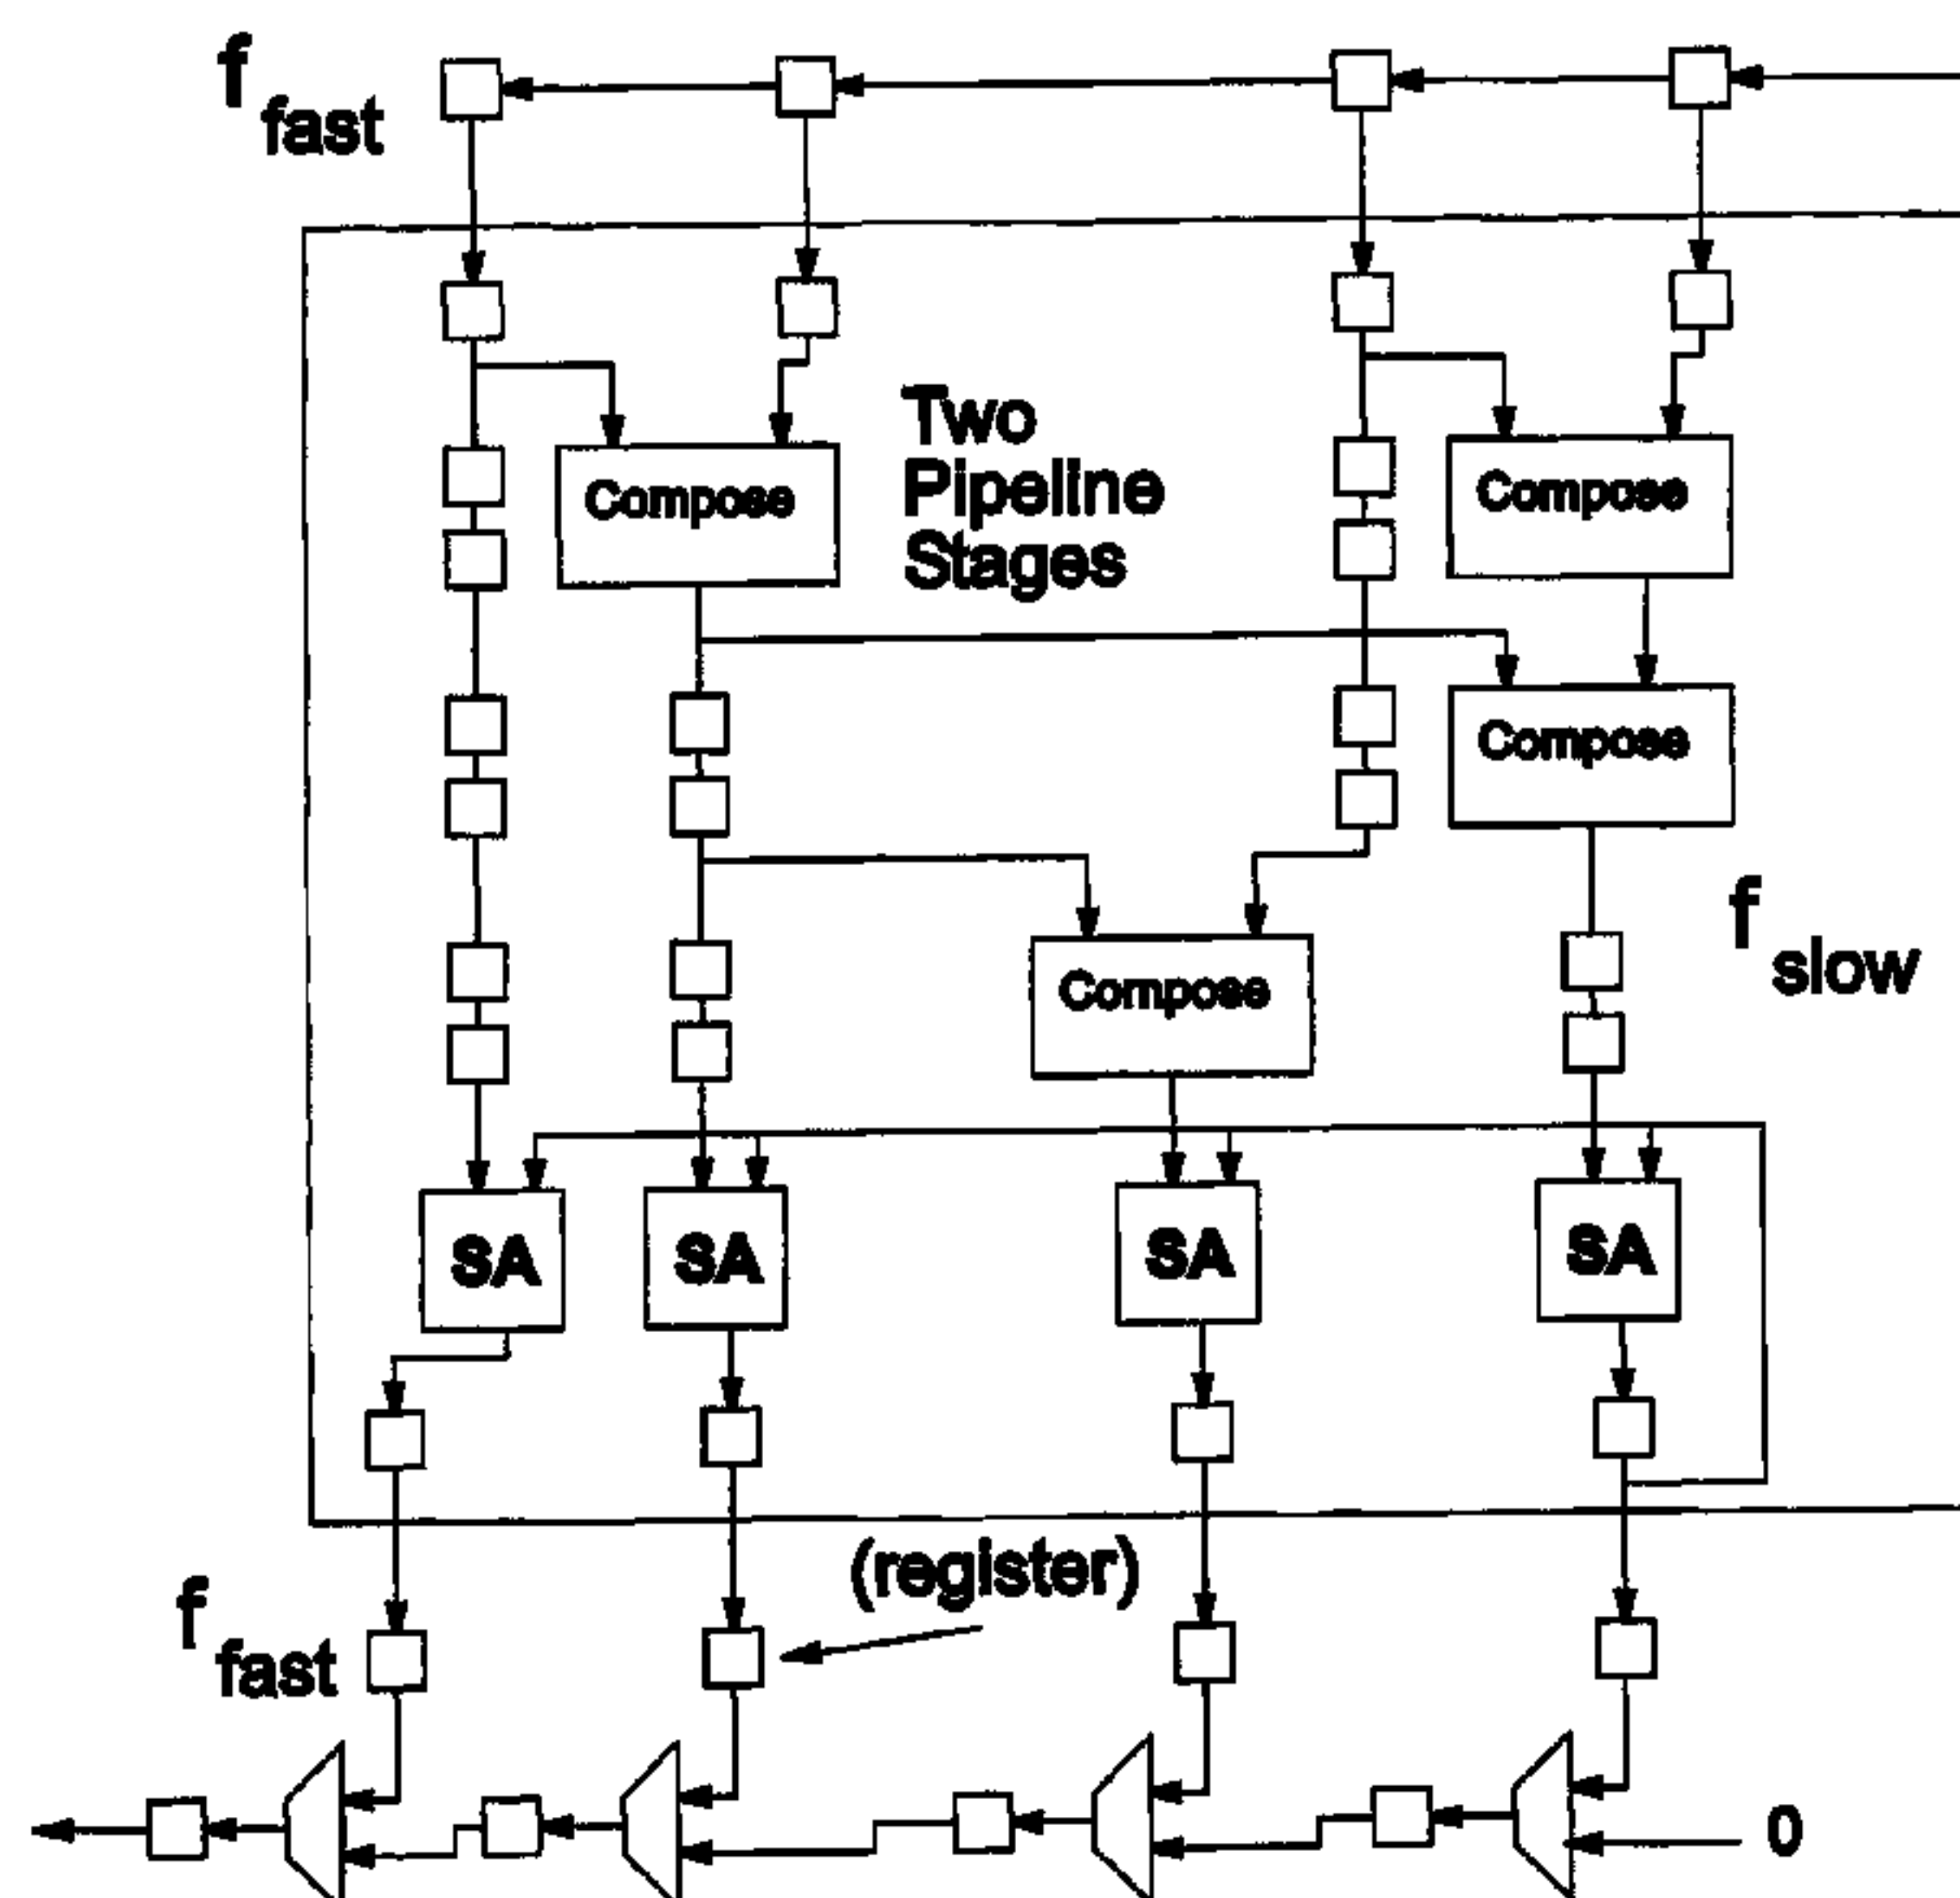 f fast
Two
Pipeline
Stages
Compose
Compose
Compose
Compose
f slow
SA
SA
SA
SA
(register)
f fast
0